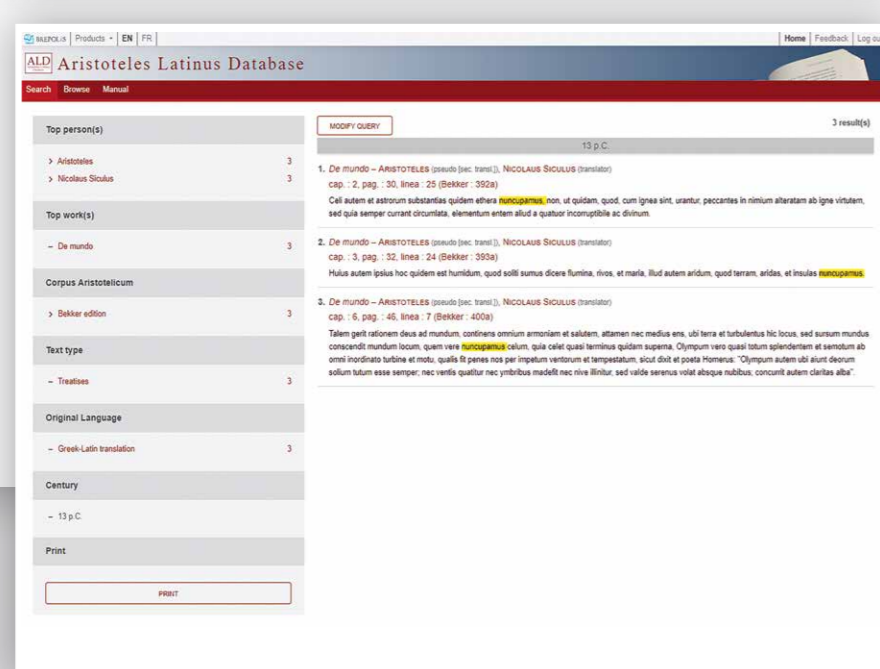 BREPOLIS Products EN FR Home Feedback Log ou
ALD Aristoteles Latinus Database
Search Browse Manual
Top person(s)
> Aristoteles 3
> Nicolaus Siculus 3
Top work(s)
– De mundo 3
Corpus Aristotelicum
> Bekker edition 3
Text type
– Treatises 3
Original Language
– Greek-Latin translation 3
Century
– 13 p.C.
Print
PRINT
MODIFY QUERY 3 result(s)
13 p.C.
1. De mundo – ARISTOTELES (pseudo [sec. transl.]), NICOLAUS SICULUS (translator)
cap. : 2, pag. : 30, linea : 25 (Bekker : 392a)
Celi autem et astrorum substantias quidem ethera nuncupamus, non, ut quidam, quod, cum ignea sint, urantur, peccantes in nimium alteratam ab igne virtutem,
sed quia semper currant circumlata, elementum entem aliud a quatuor incorruptibile ac divinum.
2. De mundo – ARISTOTELES (pseudo [sec. transl.]), NICOLAUS SICULUS (translator)
cap. : 3, pag. : 32, linea : 24 (Bekker : 393a)
Huius autem ipsius hoc quidem est humidum, quod soliti sumus dicere flumina, rivos, et maria, illud autem aridum, quod terram, aridas, et insulas nuncupamus.
3. De mundo – ARISTOTELES (pseudo [sec. transl.]), NICOLAUS SICULUS (translator)
cap. : 6, pag. : 46, linea : 7 (Bekker : 400a)
Talem gerit rationem deus ad mundum, continens omnium armoniam et salutem, attamen nec medius ens, ubi terra et turbulentus hic locus, sed sursum mundus
conscendit mundum locum, quem vere nuncupamus celum, quia celet quasi terminus quidam superna, Olympum vero quasi totum splendentem et semotum ab
omni inordinato turbine et motu, qualis fit penes nos per impetum ventorum et tempestatum, sicut dixit et poeta Homerus: "Olympum autem ubi aiunt deorum
solium tutum esse semper; nec ventis quatitur nec ymbribus madefit nec nive illinitur, sed valde serenus volat absque nubibus; concurrit autem claritas alba".